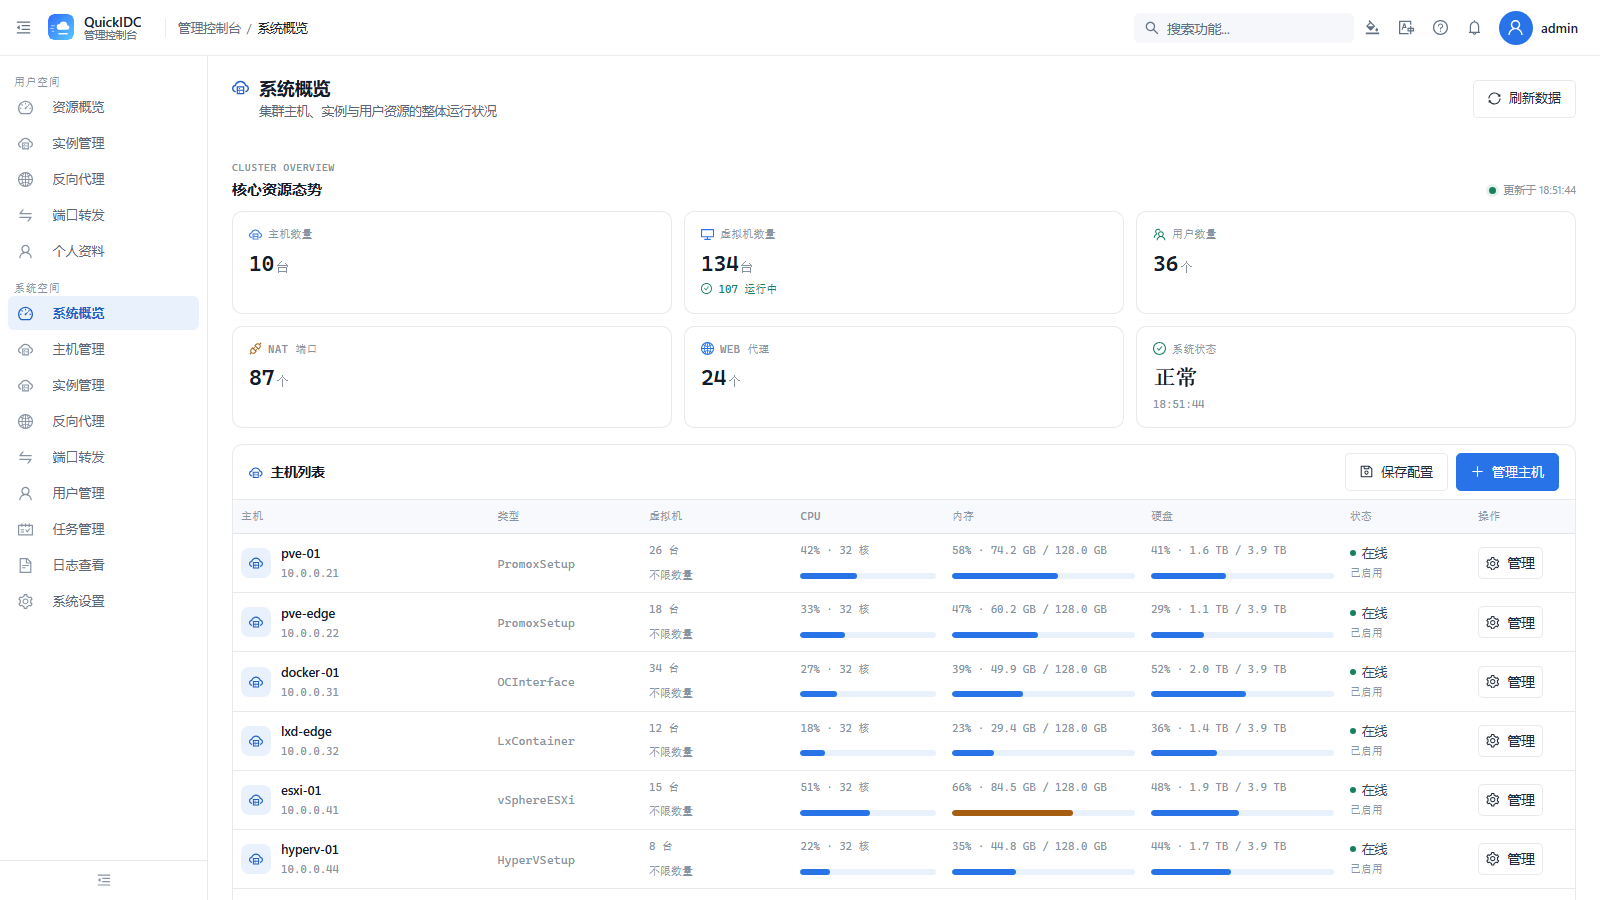 QuickIDC
管理控制台
管理控制台 / 系统概览
搜索功能...
admin
用户空间
资源概览
实例管理
反向代理
端口转发
个人资料
系统空间
系统概览
主机管理
实例管理
反向代理
端口转发
用户管理
任务管理
日志查看
系统设置
系统概览
集群主机、实例与用户资源的整体运行状况
刷新数据
CLUSTER OVERVIEW
核心资源态势
更新于 18:51:44
主机数量
10台
虚拟机数量
134台
107 运行中
用户数量
36个
NAT 端口
87个
WEB 代理
24个
系统状态
正常
18:51:44
主机列表
保存配置
管理主机
主机 类型 虚拟机 CPU 内存 硬盘 状态 操作
pve-01
10.0.0.21
PromoxSetup
26 台
不限数量
42% · 32 核
58% · 74.2 GB / 128.0 GB
41% · 1.6 TB / 3.9 TB
在线
已启用
管理
pve-edge
10.0.0.22
PromoxSetup
18 台
不限数量
33% · 32 核
47% · 60.2 GB / 128.0 GB
29% · 1.1 TB / 3.9 TB
在线
已启用
管理
docker-01
10.0.0.31
OCInterface
34 台
不限数量
27% · 32 核
39% · 49.9 GB / 128.0 GB
52% · 2.0 TB / 3.9 TB
在线
已启用
管理
lxd-edge
10.0.0.32
LxContainer
12 台
不限数量
18% · 32 核
23% · 29.4 GB / 128.0 GB
36% · 1.4 TB / 3.9 TB
在线
已启用
管理
esxi-01
10.0.0.41
vSphereESXi
15 台
不限数量
51% · 32 核
66% · 84.5 GB / 128.0 GB
48% · 1.9 TB / 3.9 TB
在线
已启用
管理
hyperv-01
10.0.0.44
HyperVSetup
8 台
不限数量
22% · 32 核
35% · 44.8 GB / 128.0 GB
44% · 1.7 TB / 3.9 TB
在线
已启用
管理